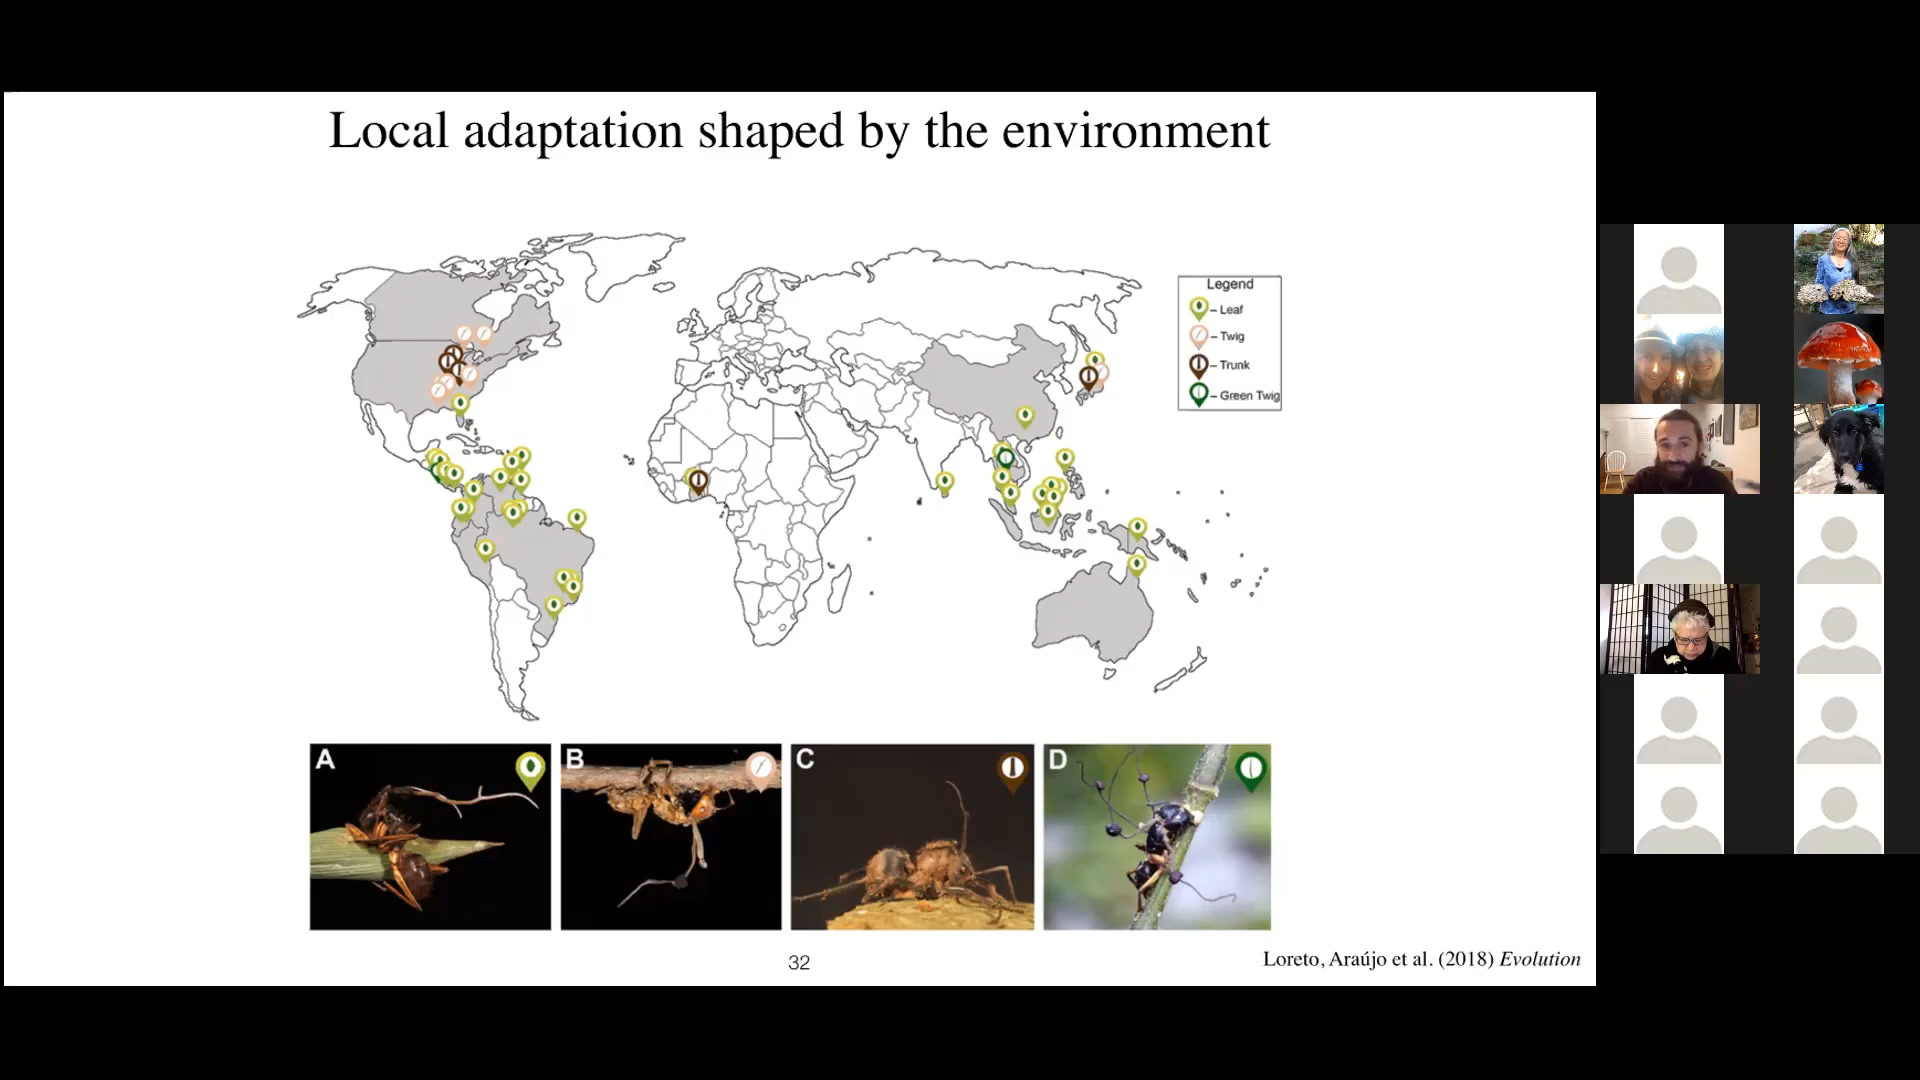 Local adaptation shaped by the environment
Legend
– Leaf
– Twig
– Trunk
– Green Twig
A
B
C
D
32
Loreto, Araújo et al. (2018) Evolution